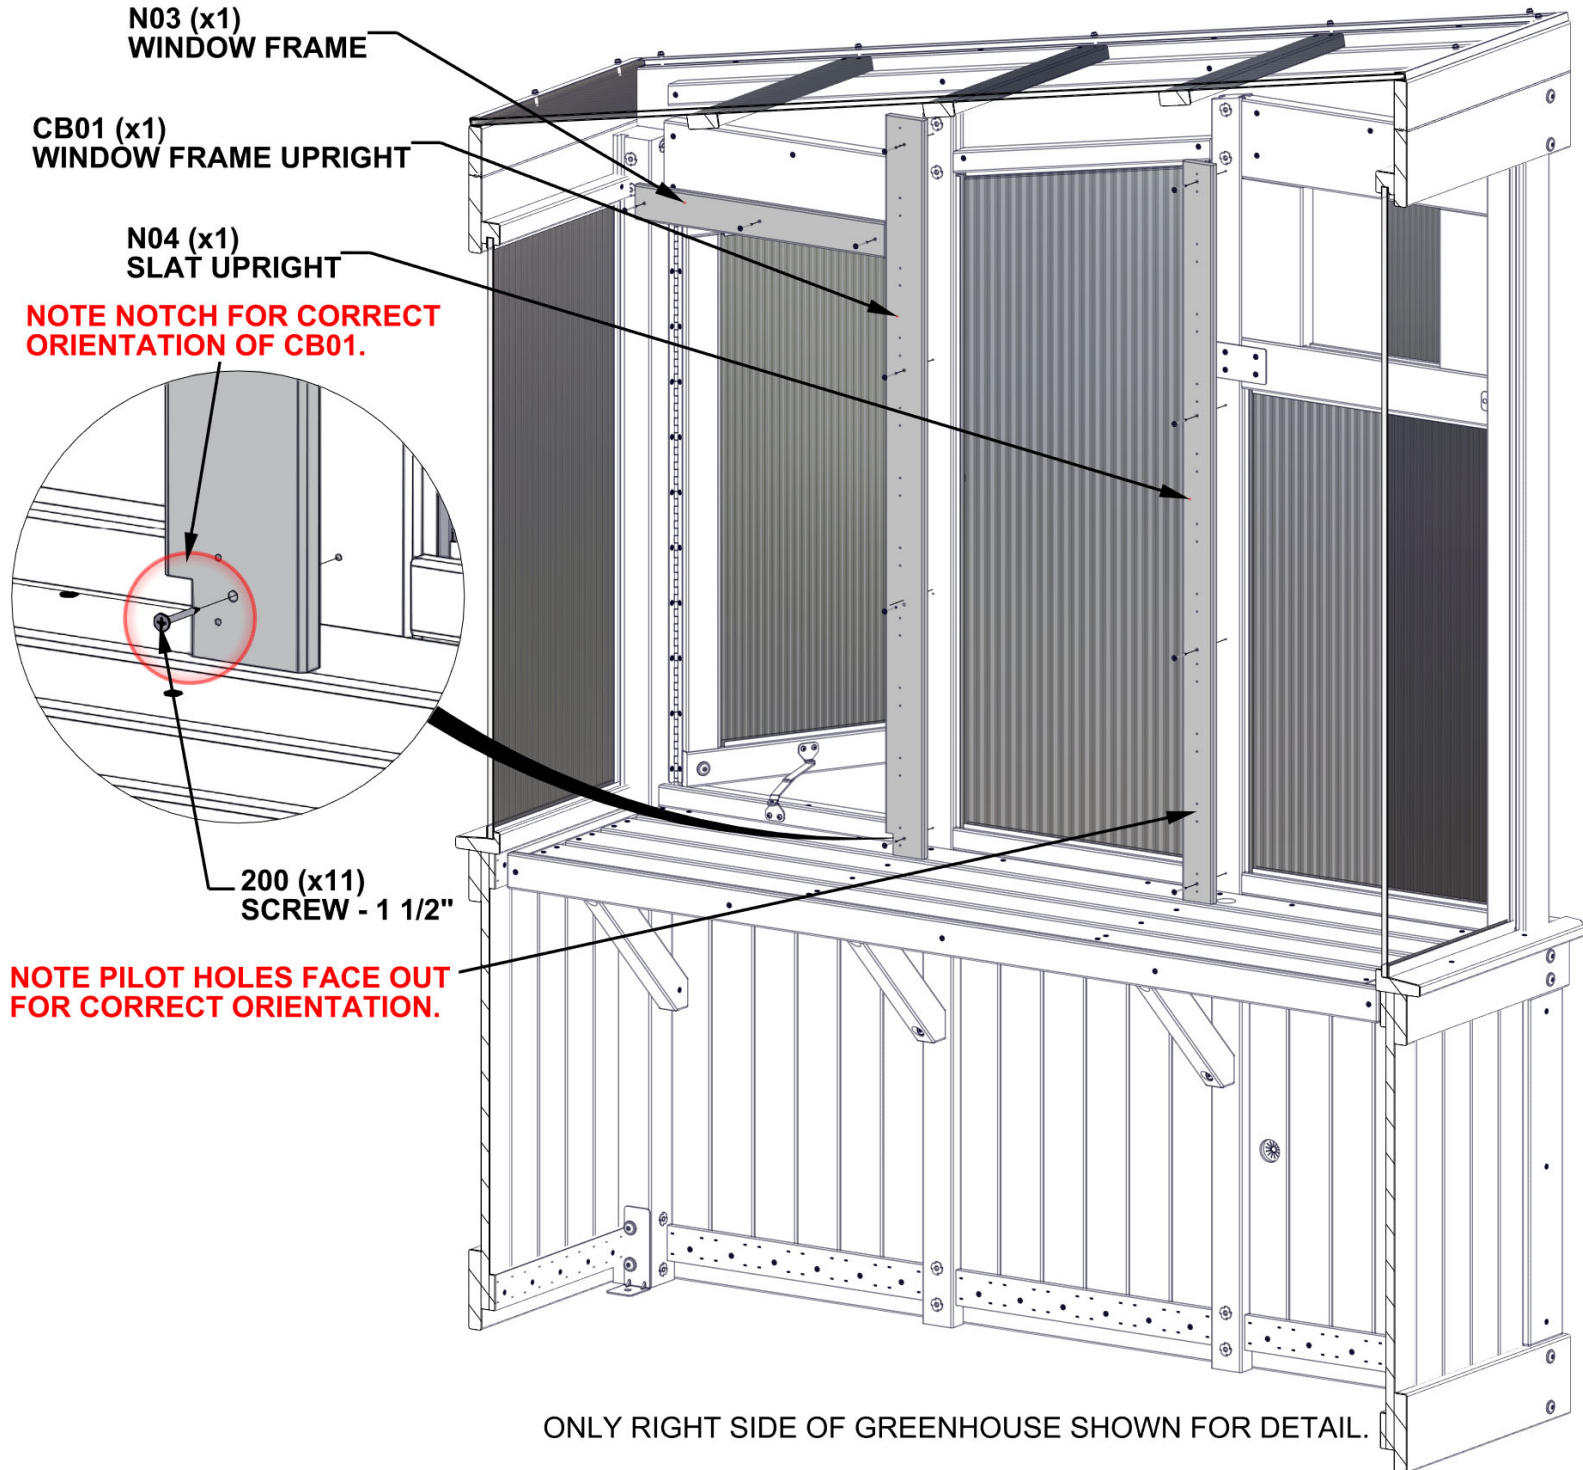 N03 (x1)
WINDOW FRAME
CB01 (x1)
WINDOW FRAME UPRIGHT
N04 (x1)
SLAT UPRIGHT
NOTE NOTCH FOR CORRECT
ORIENTATION OF CB01.
200 (x11)
SCREW - 1 1/2"
NOTE PILOT HOLES FACE OUT
FOR CORRECT ORIENTATION.
ONLY RIGHT SIDE OF GREENHOUSE SHOWN FOR DETAIL.